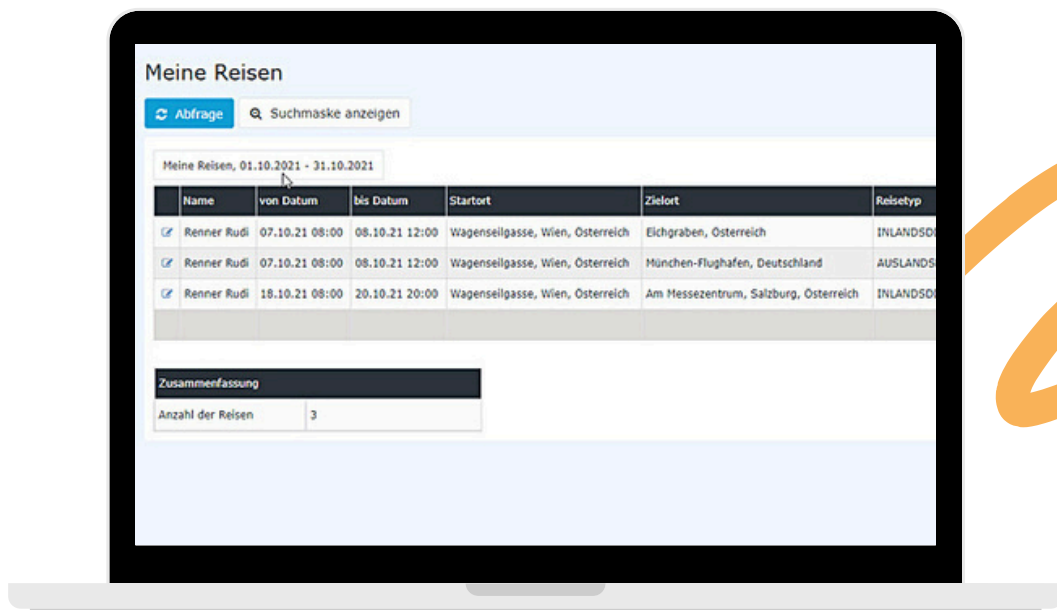 Meine Reisen
Abfrage Suchmaske anzeigen
Meine Reisen, 01.10.2021 - 31.10.2021
Name von Datum bis Datum Startort Zielort Reisetyp
Renner Rudi 07.10.21 08:00 08.10.21 12:00 Wagenseilgasse, Wien, Österreich Eichgraben, Österreich INLANDSD
Renner Rudi 07.10.21 08:00 08.10.21 12:00 Wagenseilgasse, Wien, Österreich München-Flughafen, Deutschland AUSLANDS
Renner Rudi 18.10.21 08:00 20.10.21 20:00 Wagenseilgasse, Wien, Österreich Am Messezentrum, Salzburg, Österreich INLANDSD
Zusammenfassung
Anzahl der Reisen 3